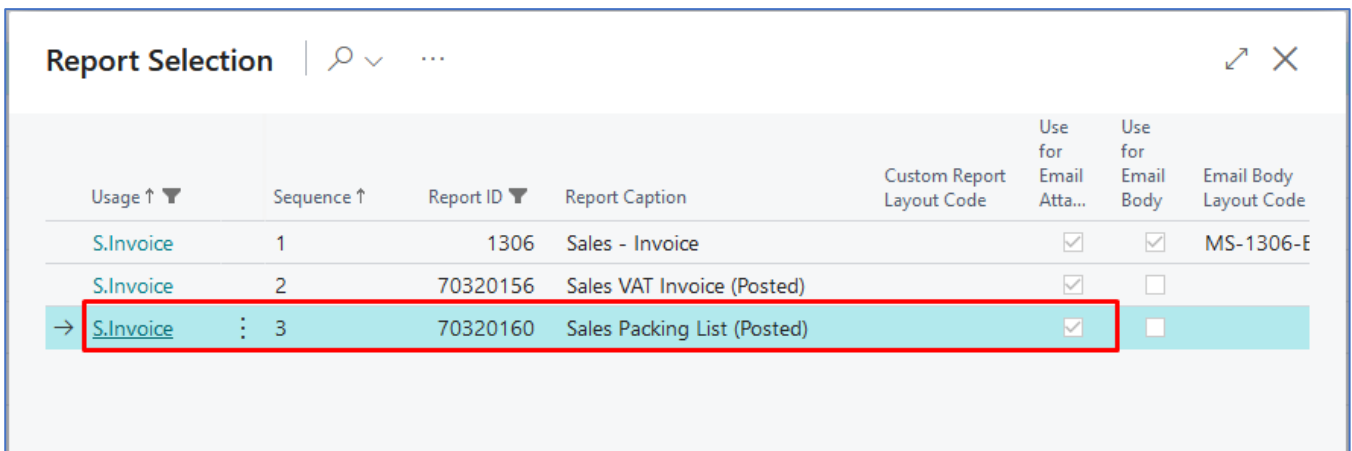 Report Selection
Use for Email Atta...
Use for Email Body
Usage ↑ Sequence ↑ Report ID Report Caption Custom Report Layout Code Email Body Layout Code
S.Invoice 1 1306 Sales - Invoice MS-1306-E
S.Invoice 2 70320156 Sales VAT Invoice (Posted)
S.Invoice 3 70320160 Sales Packing List (Posted)